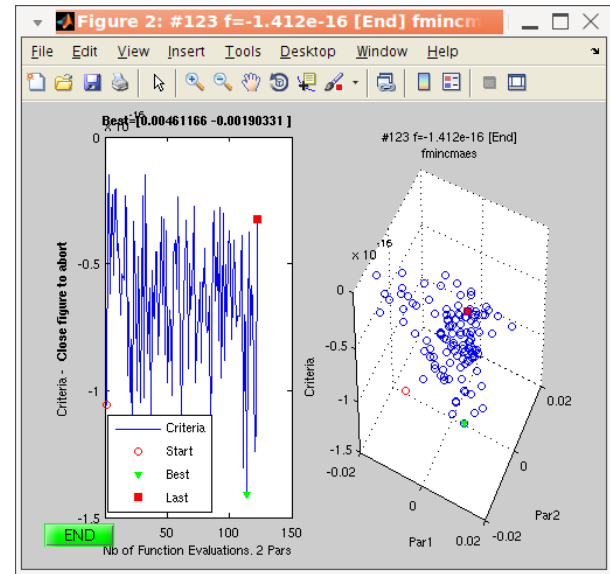 Figure 2: #123 f=-1.412e-16 [End] fmincm
File Edit View Insert Tools Desktop Window Help
Best=[0.00461166 -0.00190331 ]
x 10^-16
0
-0.5
-1
-1.5
50
100
150
Criteria - Close figure to abort
Criteria
Start
Best
Last
END
Nb of Function Evaluations. 2 Pars
#123 f=-1.412e-16 [End]
fmincmaes
x 10^-16
0
-0.5
-1
-1.5
Criteria
-0.02
0
0.02
Par1
-0.02
0
0.02
Par2